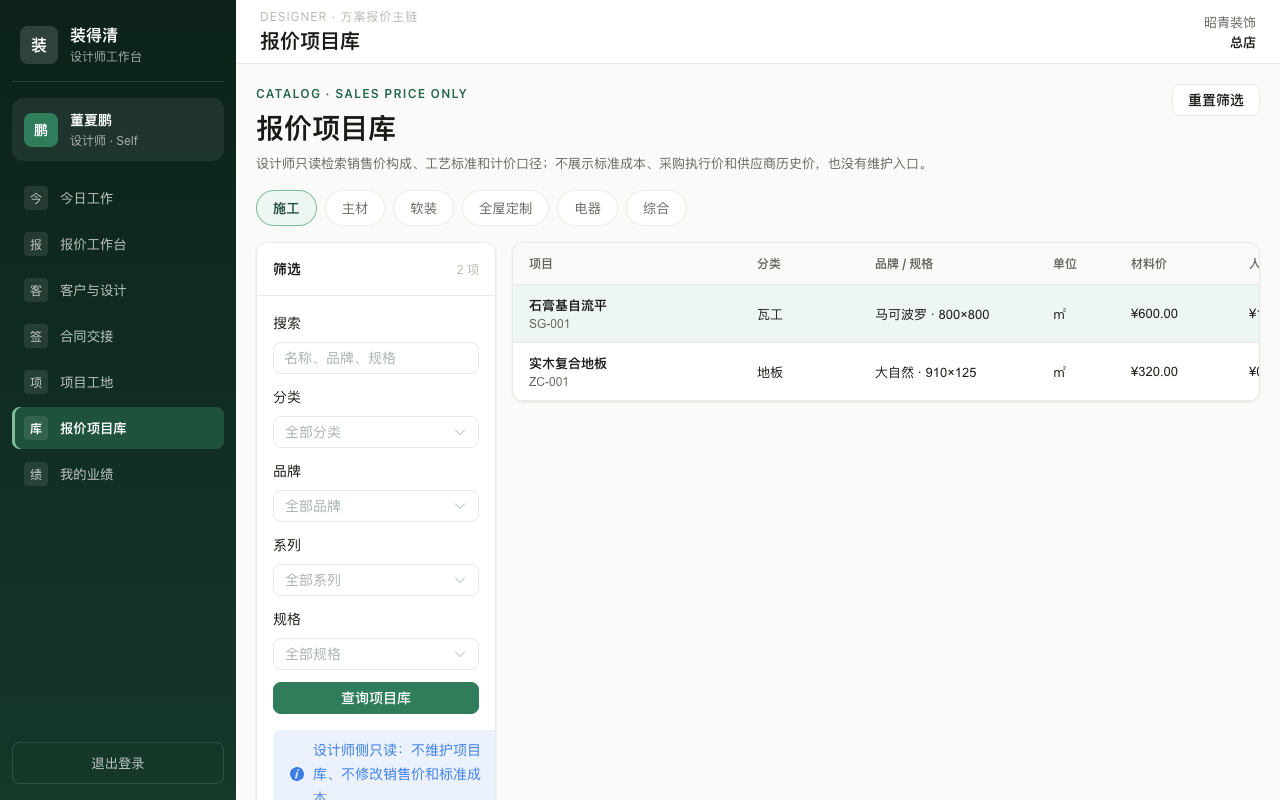 装
装得清
设计师工作台
鹏
董夏鹏
设计师 · Self
今 今日工作
报 报价工作台
客 客户与设计
签 合同交接
项 项目工地
库 报价项目库
绩 我的业绩
退出登录
DESIGNER · 方案报价主链
报价项目库
昭青装饰
总店
CATALOG · SALES PRICE ONLY
报价项目库
设计师只读检索销售价构成、工艺标准和计价口径；不展示标准成本、采购执行价和供应商历史价，也没有维护入口。
重置筛选
施工 主材 软装 全屋定制 电器 综合
筛选 2 项
搜索
名称、品牌、规格
分类
全部分类
品牌
全部品牌
系列
全部系列
规格
全部规格
查询项目库
设计师侧只读：不维护项目
库、不修改销售价和标准成
本
项目 分类 品牌 / 规格 单位 材料价 人
石膏基自流平
SG-001
瓦工 马可波罗 · 800×800 ㎡ ¥600.00
实木复合地板
ZC-001
地板 大自然 · 910×125 ㎡ ¥320.00